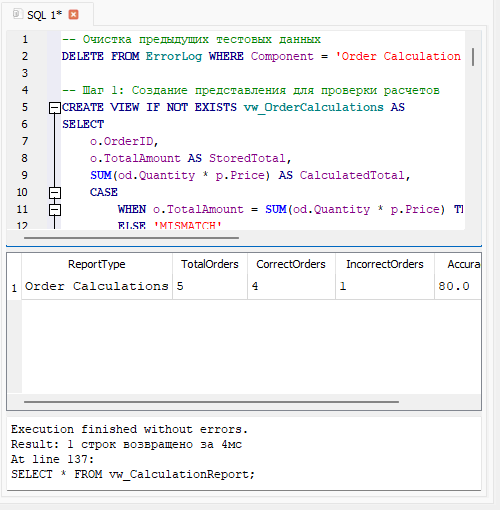 SQL 1*
1 -- Очистка предыдущих тестовых данных
2 DELETE FROM ErrorLog WHERE Component = 'Order Calculation
3
4 -- Шаг 1: Создание представления для проверки расчетов
5 CREATE VIEW IF NOT EXISTS vw_OrderCalculations AS
6 SELECT
7 o.OrderID,
8 o.TotalAmount AS StoredTotal,
9 SUM(od.Quantity * p.Price) AS CalculatedTotal,
10 CASE
11 WHEN o.TotalAmount = SUM(od.Quantity * p.Price) TH
12 ELSE 'MISMATCH'
ReportType TotalOrders CorrectOrders IncorrectOrders Accura
1 Order Calculations 5 4 1 80.0
Execution finished without errors.
Result: 1 строк возвращено за 4мс
At line 137:
SELECT * FROM vw_CalculationReport;